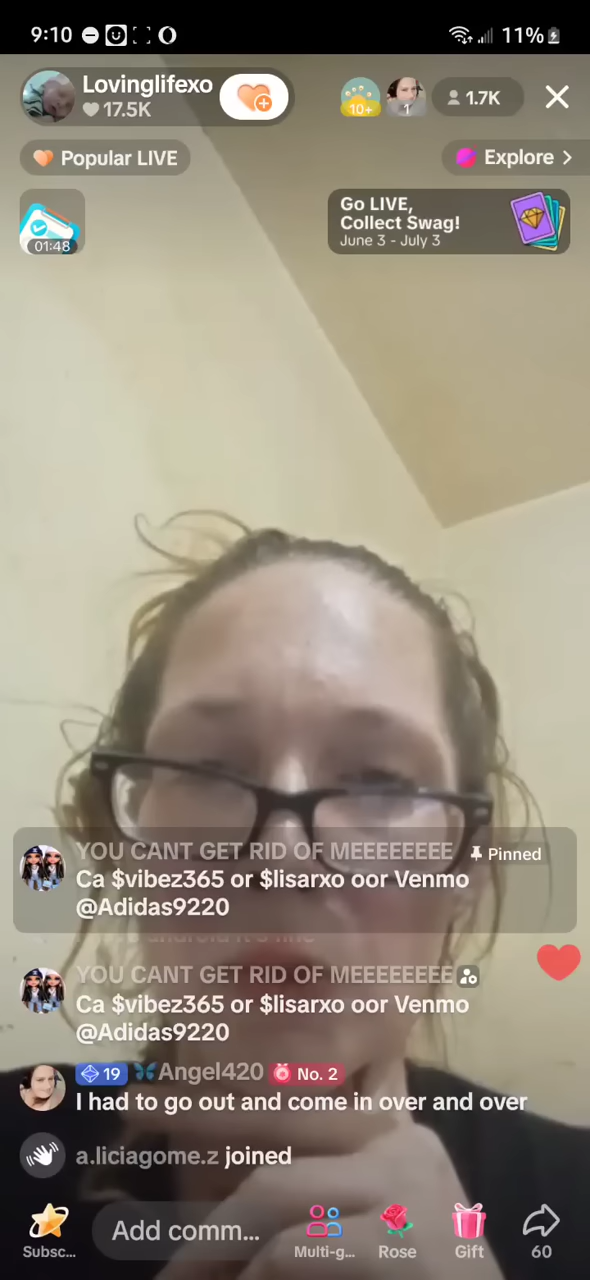 9:10
11%
Lovinglifexo
17.5K
10+
1
1.7K
Popular LIVE
Explore >
01:48
Go LIVE,
Collect Swag!
June 3 - July 3
YOU CANT GET RID OF MEEEEEEE
Pinned
Ca $vibez365 or $lisarxo oor Venmo
@Adidas9220
YOU CANT GET RID OF MEEEEEEE
Ca $vibez365 or $lisarxo oor Venmo
@Adidas9220
19 🦋Angel420 No. 2
I had to go out and come in over and over
a.liciagome.z joined
Add comm...
Subsc...
Multi-g...
Rose
Gift
60